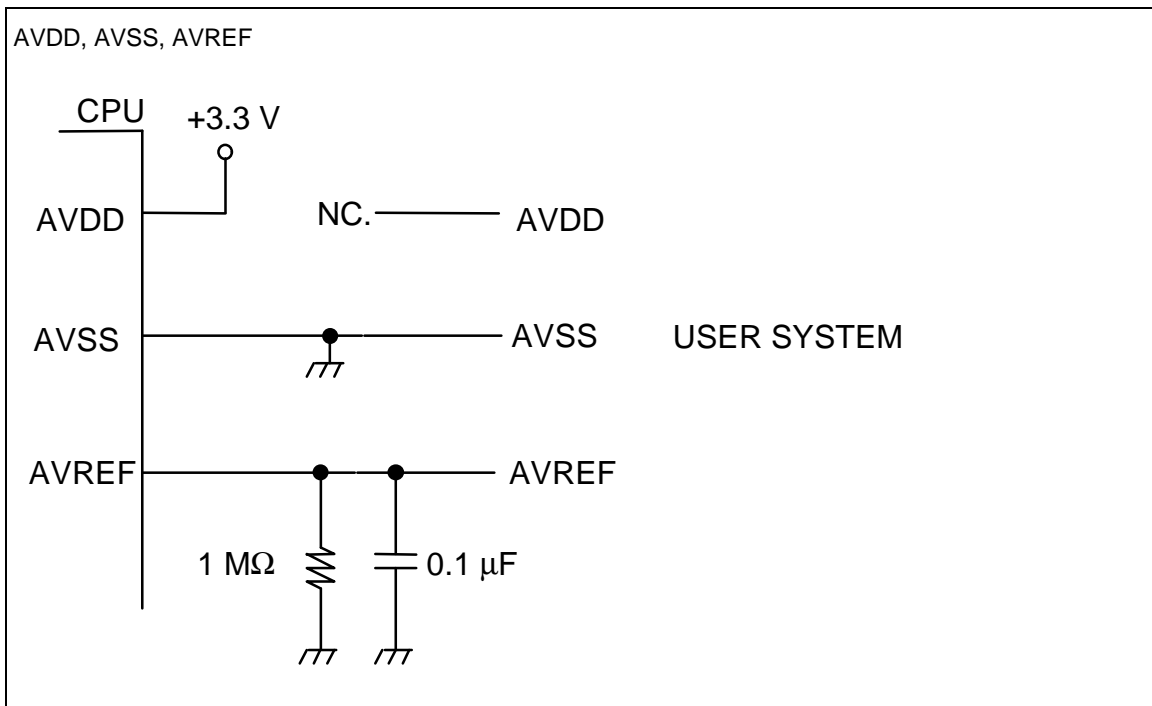 AVDD, AVSS, AVREF
CPU
+3.3 V
AVDD
NC.
AVDD
AVSS
AVSS
USER SYSTEM
AVREF
AVREF
1 MΩ
0.1 μF